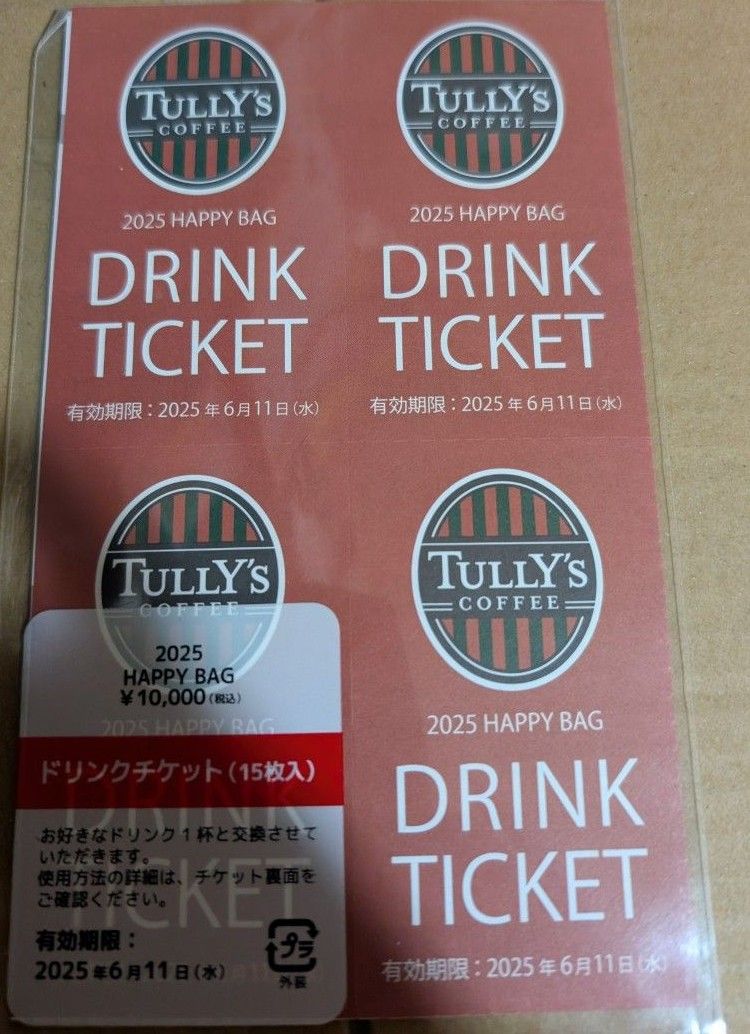 TULLY'S
COFFEE
2025 HAPPY BAG
DRINK
TICKET
有効期限：2025年6月11日(水)
TULLY'S
COFFEE
2025 HAPPY BAG
DRINK
TICKET
有効期限：2025年6月11日(水)
TULLY'S
COFFEE
2025 HAPPY BAG
DRINK
TICKET
2025
HAPPY BAG
¥10,000(税込)
ドリンクチケット(15枚入)
お好きなドリンク1杯と交換させて
いただきます。
使用方法の詳細は、チケット裏面を
ご確認ください。
有効期限：
2025年6月11日(水)
プラ
外装
TULLY'S
COFFEE
2025 HAPPY BAG
DRINK
TICKET
有効期限：2025年6月11日(水)